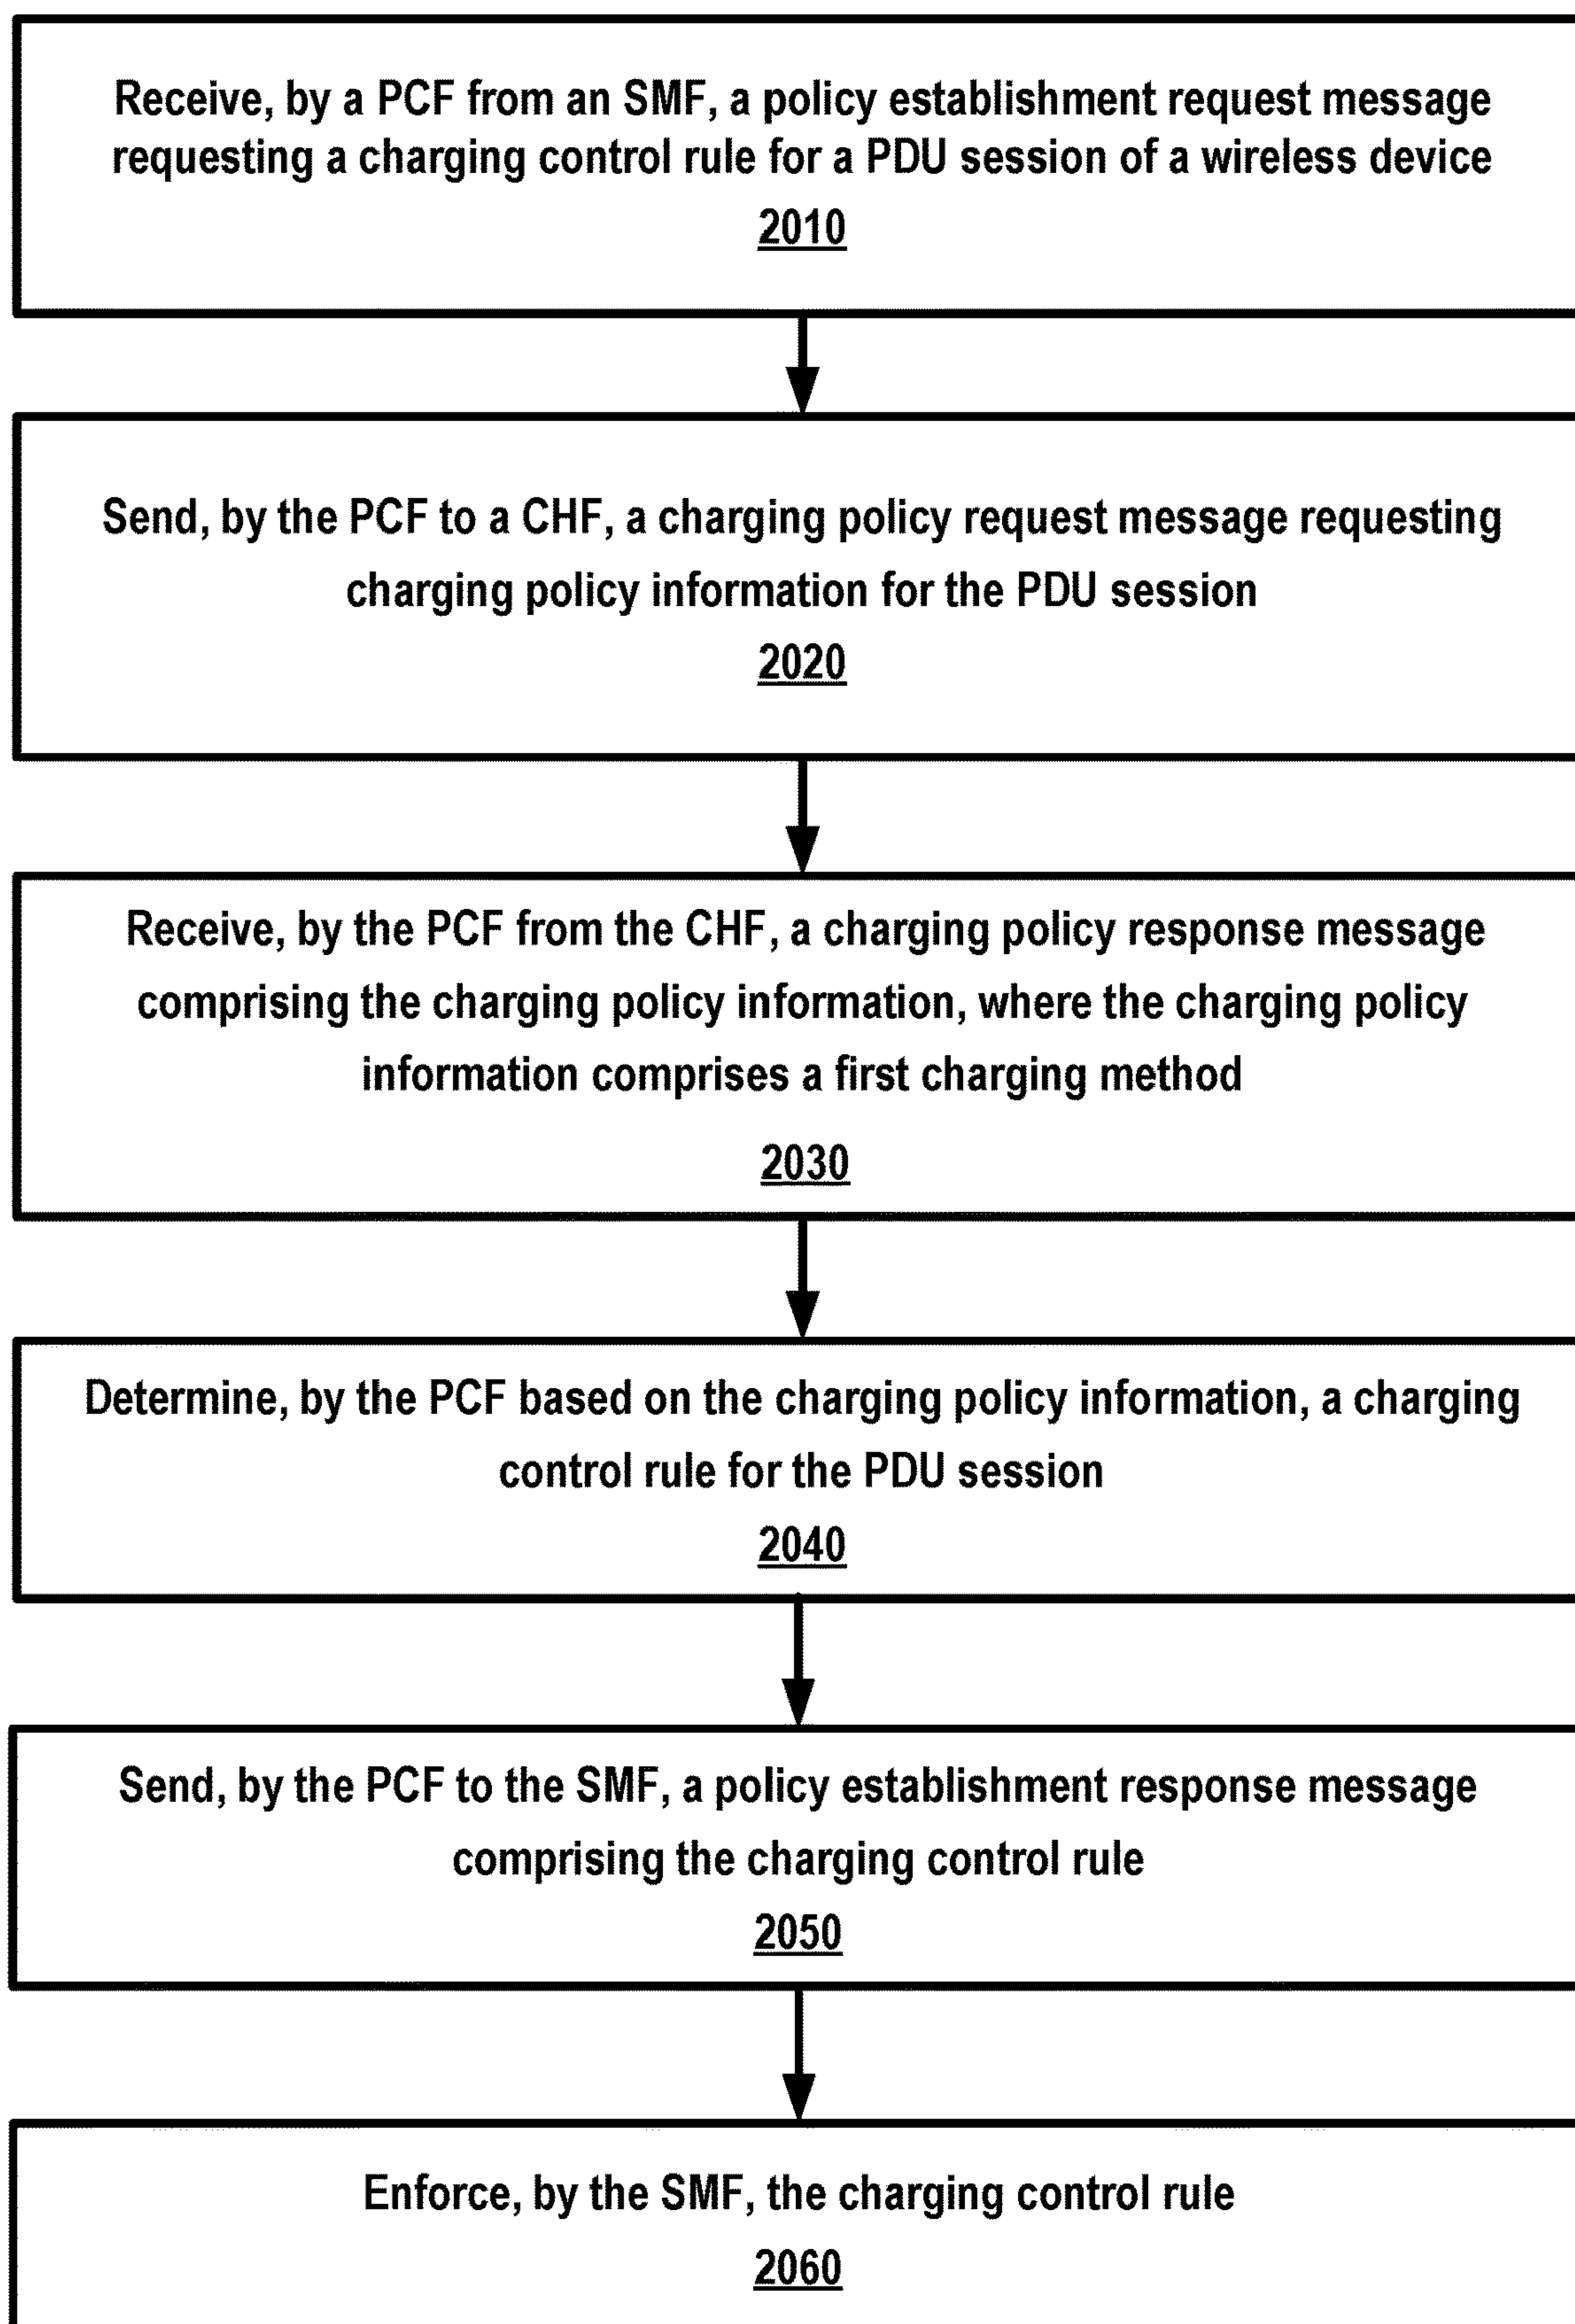 Receive, by a PCF from an SMF, a policy establishment request message
requesting a charging control rule for a PDU session of a wireless device
2010
Send, by the PCF to a CHF, a charging policy request message requesting
charging policy information for the PDU session
2020
Receive, by the PCF from the CHF, a charging policy response message
comprising the charging policy information, where the charging policy
information comprises a first charging method
2030
Determine, by the PCF based on the charging policy information, a charging
control rule for the PDU session
2040
Send, by the PCF to the SMF, a policy establishment response message
comprising the charging control rule
2050
Enforce, by the SMF, the charging control rule
2060